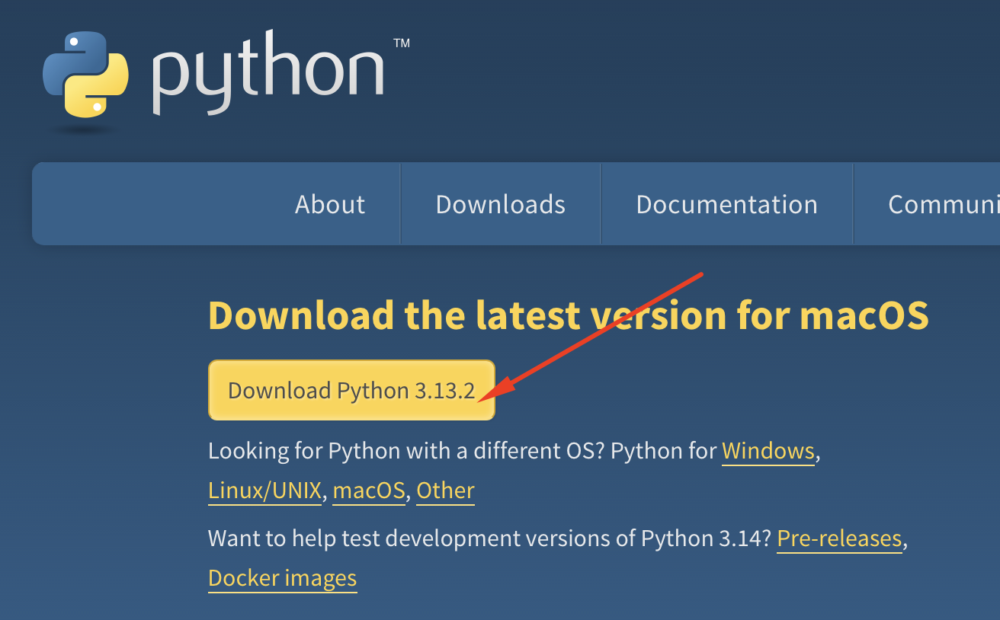 python™
About
Downloads
Documentation
Communi
Download the latest version for macOS
Download Python 3.13.2
Looking for Python with a different OS? Python for Windows,
Linux/UNIX, macOS, Other
Want to help test development versions of Python 3.14? Pre-releases,
Docker images